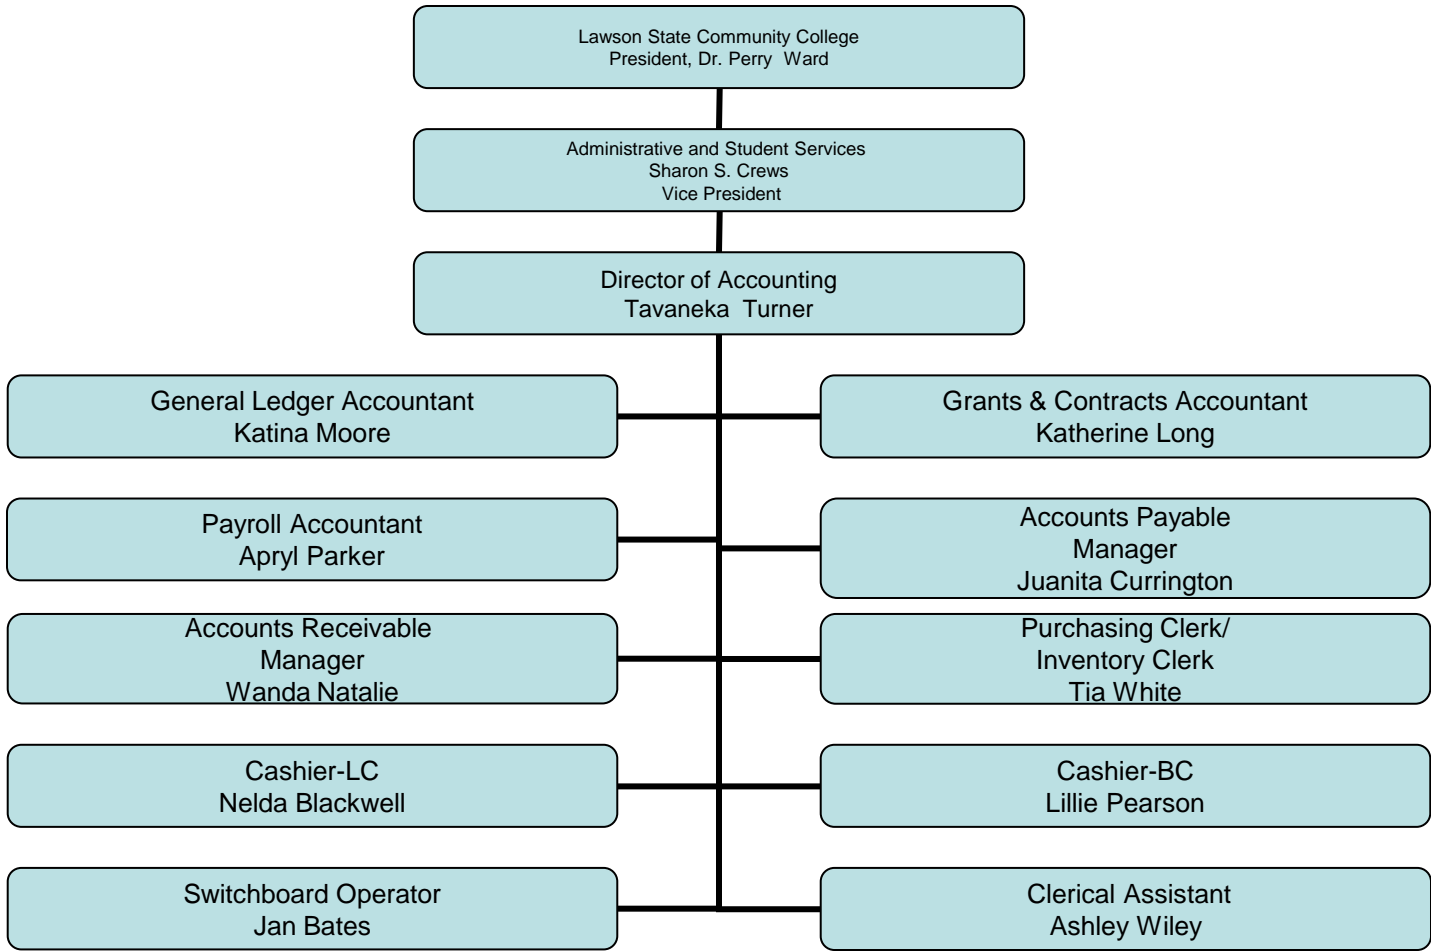 Lawson State Community College
President, Dr. Perry Ward
Administrative and Student Services
Sharon S. Crews
Vice President
Director of Accounting
Tavaneka Turner
General Ledger Accountant
Katina Moore
Grants & Contracts Accountant
Katherine Long
Payroll Accountant
Apryl Parker
Accounts Payable
Manager
Juanita Currington
Accounts Receivable
Manager
Wanda Natalie
Purchasing Clerk/
Inventory Clerk
Tia White
Cashier-LC
Nelda Blackwell
Cashier-BC
Lillie Pearson
Switchboard Operator
Jan Bates
Clerical Assistant
Ashley Wiley